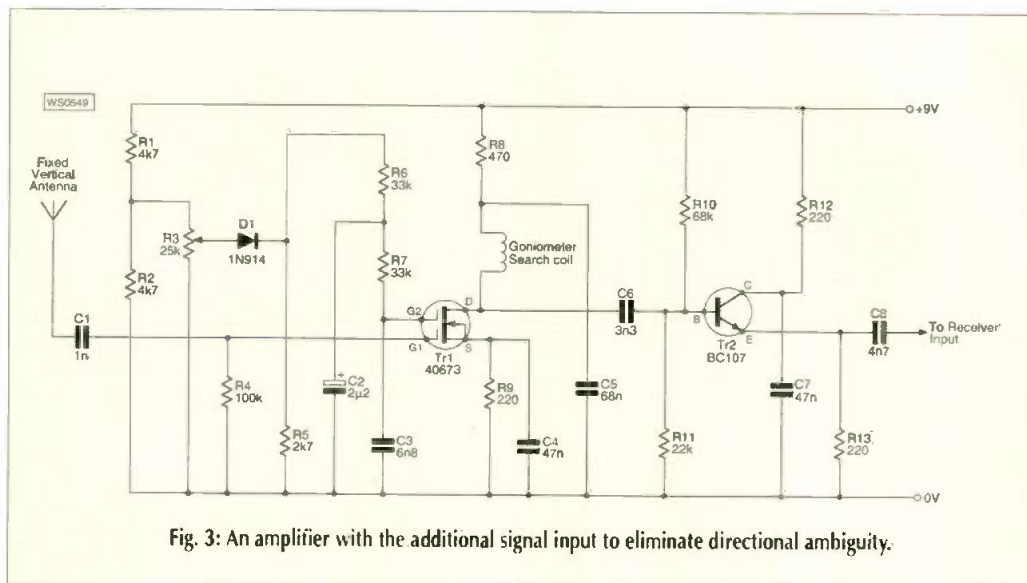 WS0549
Fixed
Vertical
Antenna
C1
1n
R1
4k7
R2
4k7
R3
25k
D1
1N914
R4
100k
R5
2k7
C2
2µ2
+
R6
33k
R7
33k
C3
6n8
G2
G1
D
S
Tr1
40673
R8
470
Goniometer
Search coil
R9
220
C4
47n
C5
68n
C6
3n3
R10
68k
R11
22k
B
C
E
Tr2
BC107
R12
220
C7
47n
R13
220
C8
4n7
To Receiver
Input
+9V
0V
Fig. 3: An amplifier with the additional signal input to eliminate directional ambiguity.